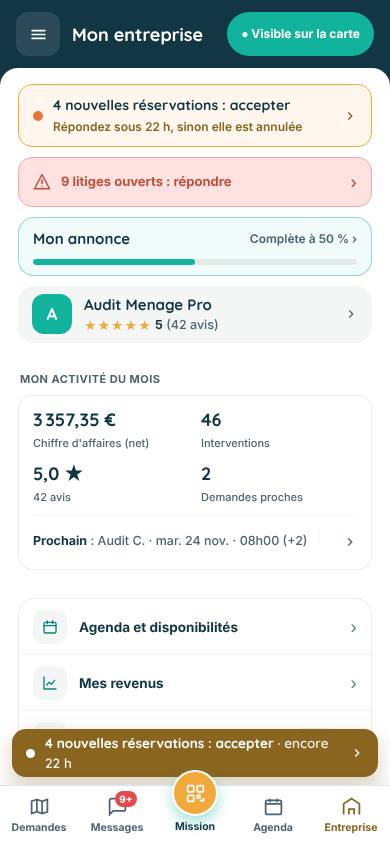 Mon entreprise
● Visible sur la carte
4 nouvelles réservations : accepter
Répondez sous 22 h, sinon elle est annulée
9 litiges ouverts : répondre
Mon annonce
Complète à 50 % ›
A
Audit Menage Pro
★★★★★ 5 (42 avis)
MON ACTIVITÉ DU MOIS
3 357,35 €
46
Chiffre d'affaires (net)
Interventions
5,0 ★
2
42 avis
Demandes proches
Prochain : Audit C. · mar. 24 nov. · 08h00 (+2)
Agenda et disponibilités
Mes revenus
4 nouvelles réservations : accepter · encore
22 h
9+
Demandes
Messages
Mission
Agenda
Entreprise